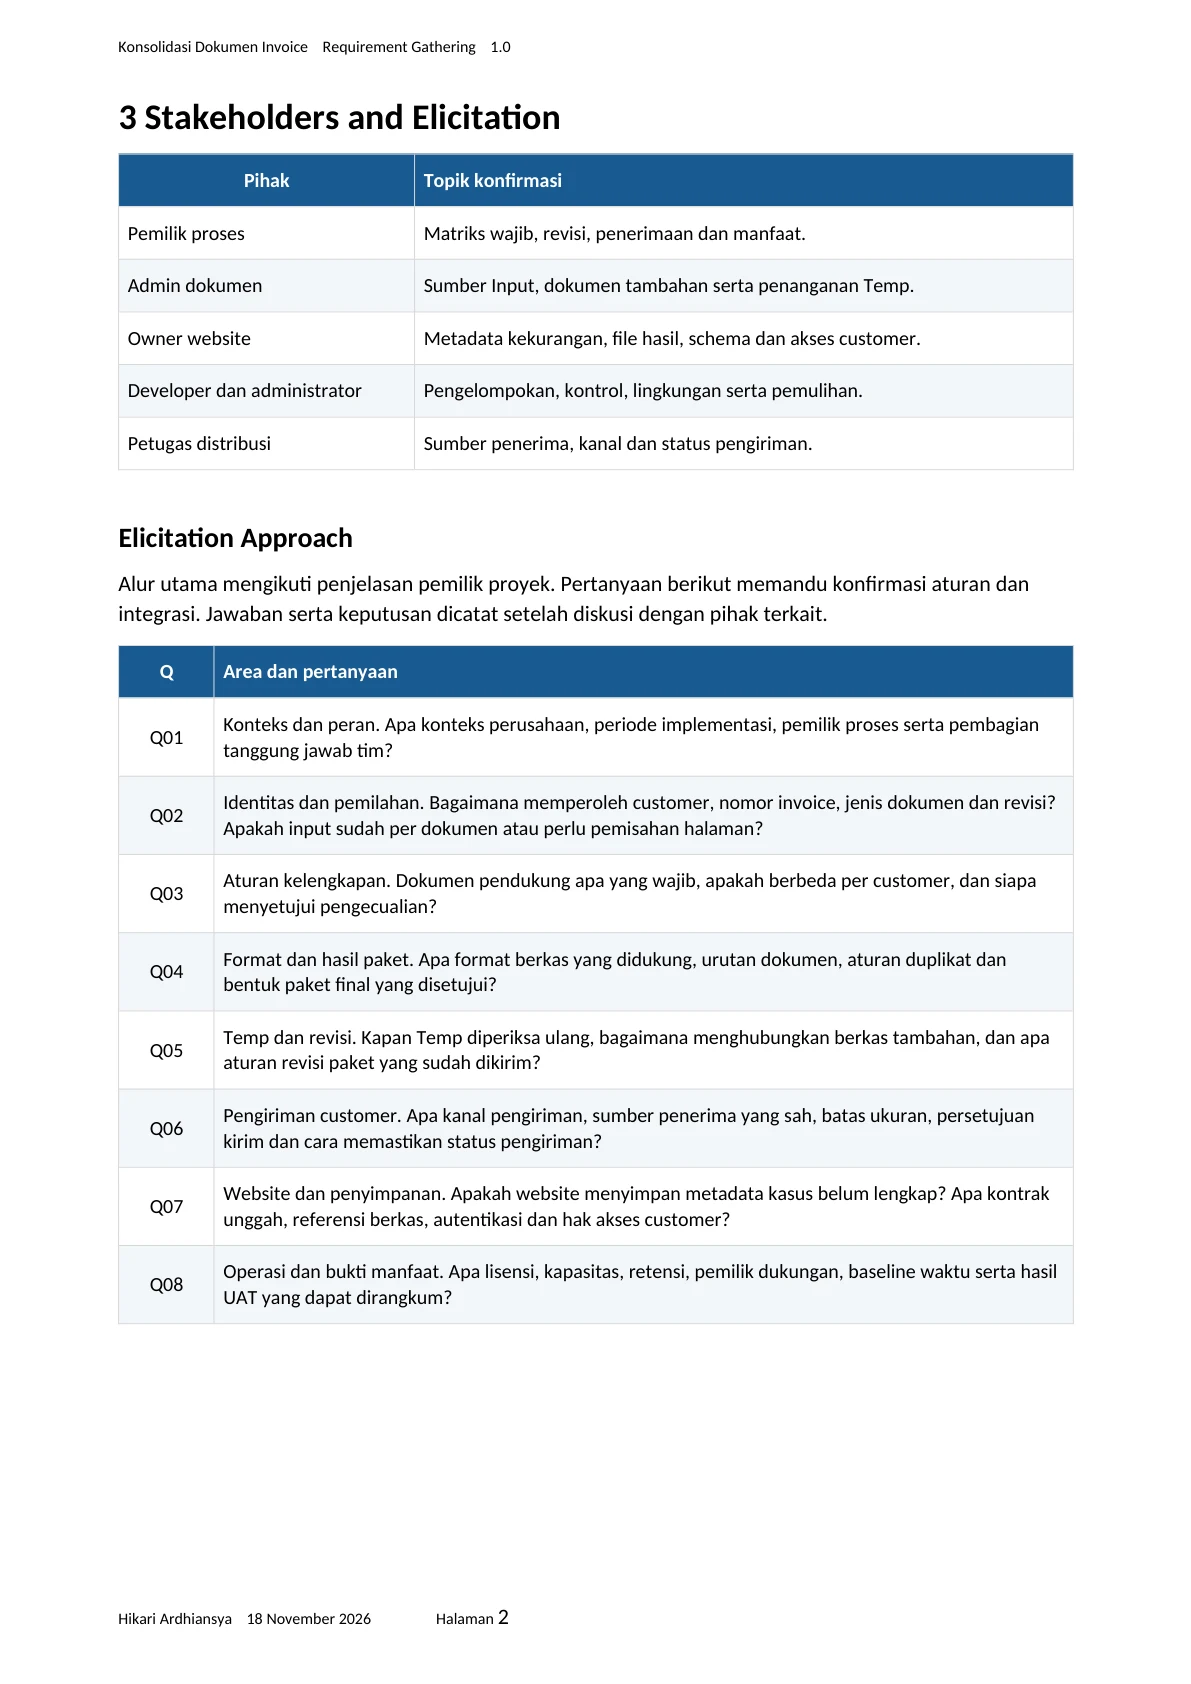 Konsolidasi Dokumen Invoice Requirement Gathering 1.0
3 Stakeholders and Elicitation
Pihak Topik konfirmasi
Pemilik proses Matriks wajib, revisi, penerimaan dan manfaat.
Admin dokumen Sumber Input, dokumen tambahan serta penanganan Temp.
Owner website Metadata kekurangan, file hasil, schema dan akses customer.
Developer dan administrator Pengelompokan, kontrol, lingkungan serta pemulihan.
Petugas distribusi Sumber penerima, kanal dan status pengiriman.
Elicitation Approach
Alur utama mengikuti penjelasan pemilik proyek. Pertanyaan berikut memandu konfirmasi aturan dan
integrasi. Jawaban serta keputusan dicatat setelah diskusi dengan pihak terkait.
Q Area dan pertanyaan
Q01 Konteks dan peran. Apa konteks perusahaan, periode implementasi, pemilik proses serta pembagian
tanggung jawab tim?
Q02 Identitas dan pemilahan. Bagaimana memperoleh customer, nomor invoice, jenis dokumen dan revisi?
Apakah input sudah per dokumen atau perlu pemisahan halaman?
Q03 Aturan kelengkapan. Dokumen pendukung apa yang wajib, apakah berbeda per customer, dan siapa
menyetujui pengecualian?
Q04 Format dan hasil paket. Apa format berkas yang didukung, urutan dokumen, aturan duplikat dan
bentuk paket final yang disetujui?
Q05 Temp dan revisi. Kapan Temp diperiksa ulang, bagaimana menghubungkan berkas tambahan, dan apa
aturan revisi paket yang sudah dikirim?
Q06 Pengiriman customer. Apa kanal pengiriman, sumber penerima yang sah, batas ukuran, persetujuan
kirim dan cara memastikan status pengiriman?
Q07 Website dan penyimpanan. Apakah website menyimpan metadata kasus belum lengkap? Apa kontrak
unggah, referensi berkas, autentikasi dan hak akses customer?
Q08 Operasi dan bukti manfaat. Apa lisensi, kapasitas, retensi, pemilik dukungan, baseline waktu serta hasil
UAT yang dapat dirangkum?
Hikari Ardhiansya 18 November 2026 Halaman 2